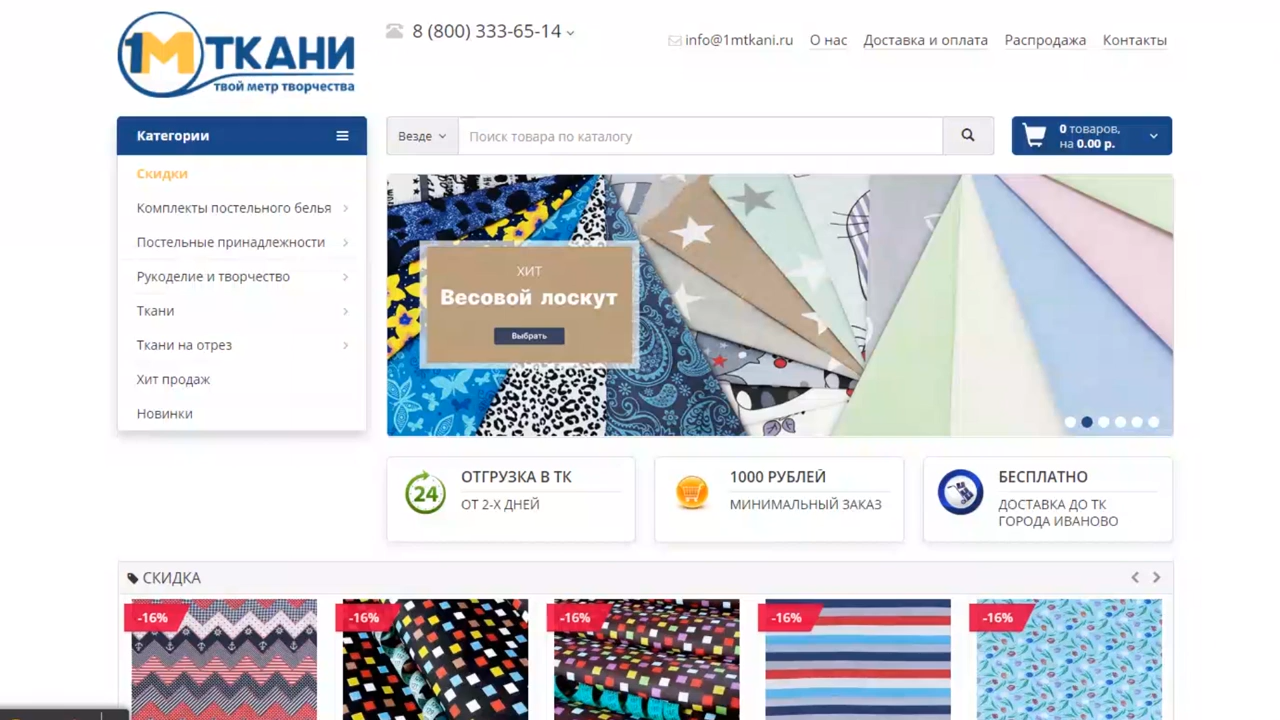 1М ТКАНИ
твой метр творчества
8 (800) 333-65-14
info@1mtkani.ru
О нас
Доставка и оплата
Распродажа
Контакты
Категории
Скидки
Комплекты постельного белья
Постельные принадлежности
Рукоделие и творчество
Ткани
Ткани на отрез
Хит продаж
Новинки
Везде
Поиск товара по каталогу
0 товаров,
на 0.00 р.
ХИТ
Весовой лоскут
Выбрать
24
ОТГРУЗКА В ТК
ОТ 2-Х ДНЕЙ
1000 РУБЛЕЙ
МИНИМАЛЬНЫЙ ЗАКАЗ
БЕСПЛАТНО
ДОСТАВКА ДО ТК
ГОРОДА ИВАНОВО
СКИДКА
-16%
-16%
-16%
-16%
-16%